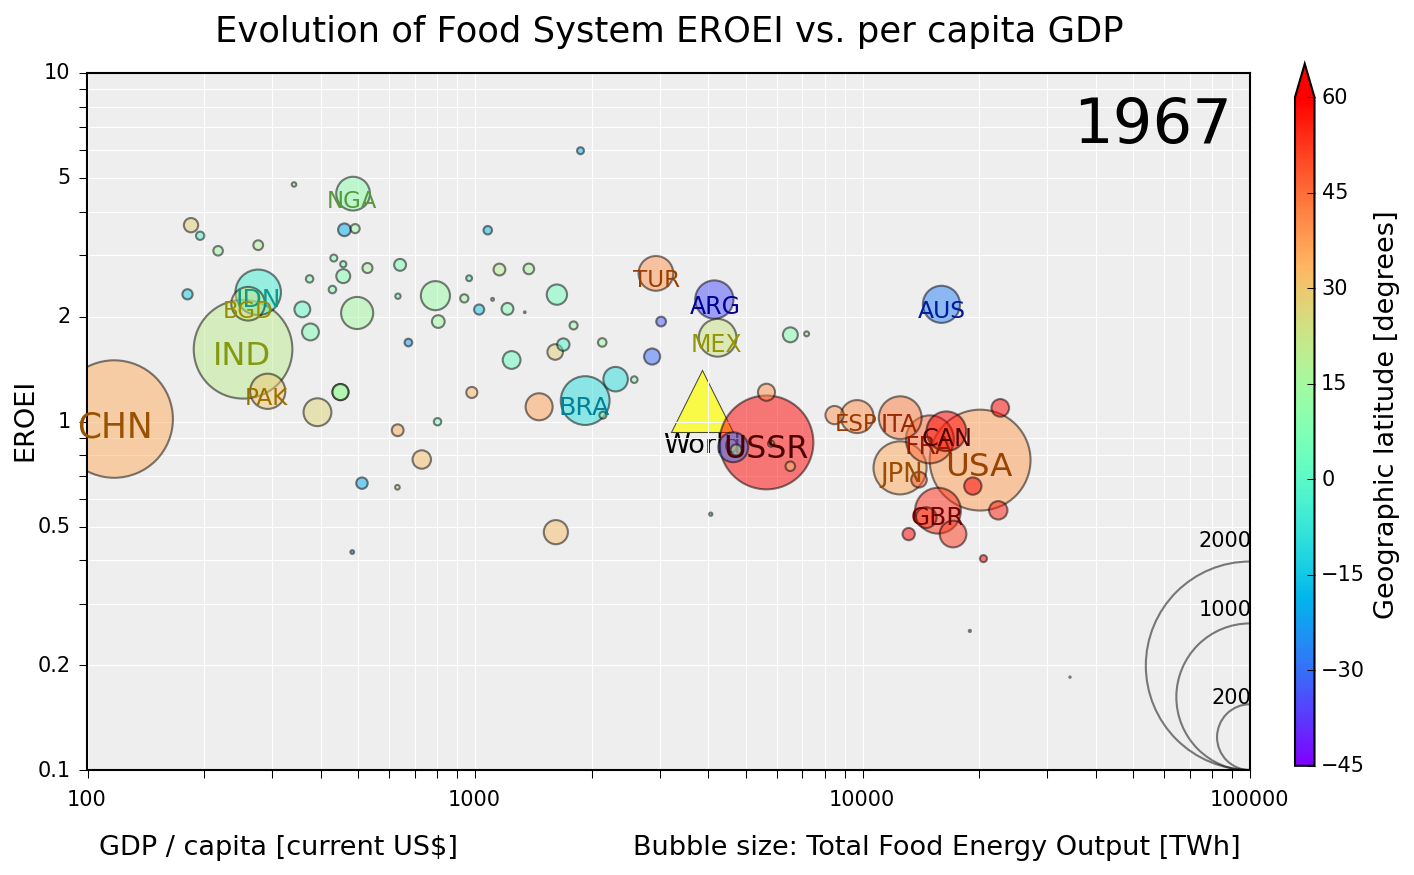 Evolution of Food System EROEI vs. per capita GDP
1967
10
5
2
1
0.5
0.2
0.1
EROEI
NGA
IDN
BGD
IND
PAK
CHN
TUR
ARG
MEX
AUS
BRA
World
USSR
ESP
ITA
FRA
CAN
JPN
USA
GBR
2000
1000
200
100
1000
10000
100000
GDP / capita [current US$]
Bubble size: Total Food Energy Output [TWh]
60
45
30
15
0
−15
−30
−45
Geographic latitude [degrees]